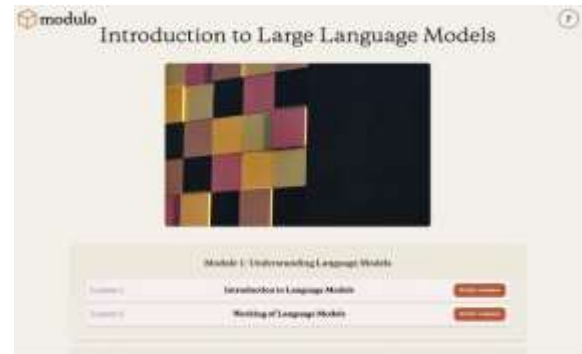 modulo
Introduction to Large Language Models
Module 1: Understanding Language Models
Introduction to Language Models
Working of Language Models